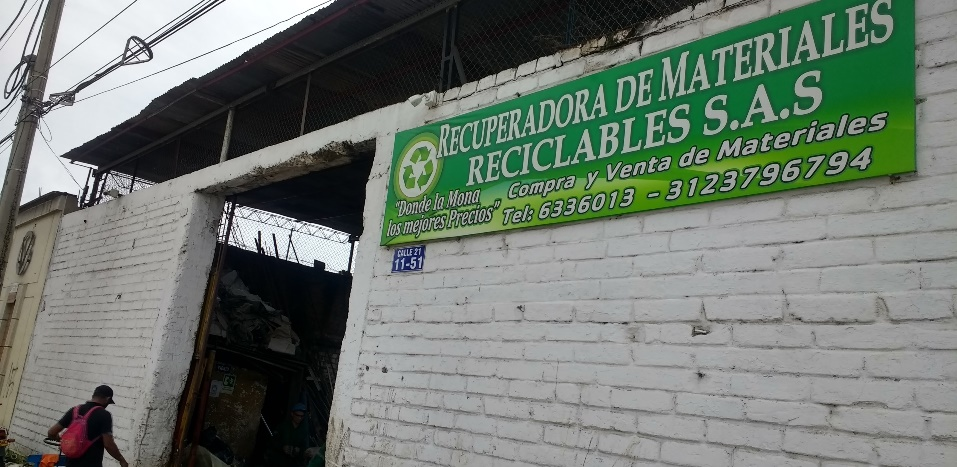 RECUPERADORA DE MATERIALES
RECICLABLES S.A.S
Compra y Venta de Materiales
"Donde la Mona
los mejores Precios"
Tel: 6336013 - 3123796794
CALLE 21
11-51